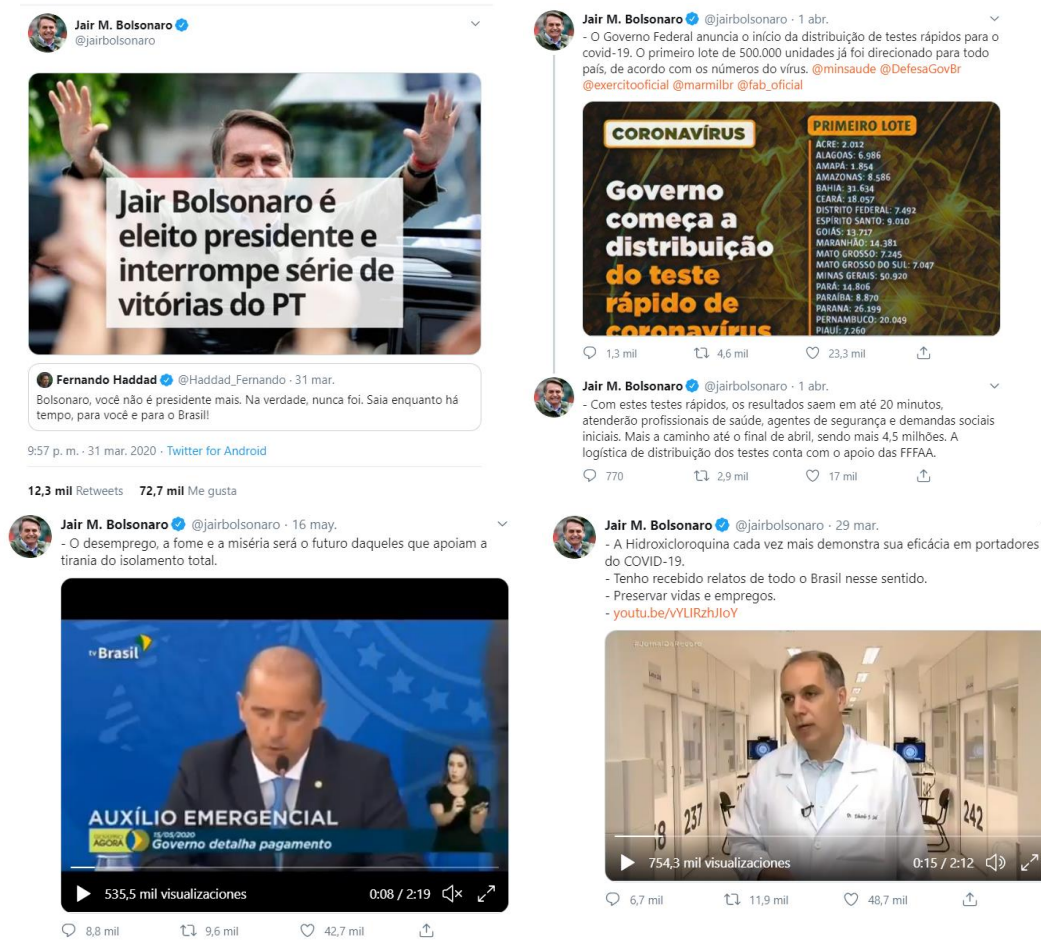 Jair M. Bolsonaro
@jairbolsonaro
Jair Bolsonaro é
eleito presidente e
interrompe série de
vitórias do PT
Fernando Haddad @Haddad_Fernando · 31 mar.
Bolsonaro, você não é presidente mais. Na verdade, nunca foi. Saia enquanto há
tempo, para você e para o Brasil!
9:57 p. m. · 31 mar. 2020 · Twitter for Android
12,3 mil Retweets 72,7 mil Me gusta
Jair M. Bolsonaro @jairbolsonaro · 1 abr.
- O Governo Federal anuncia o início da distribuição de testes rápidos para o
covid-19. O primeiro lote de 500.000 unidades já foi direcionado para todo
país, de acordo com os números do vírus. @minsaude @DefesaGovBr
@exercitooficial @marmilbr @fab_oficial
CORONAVÍRUS
Governo
começa a
distribuição
do teste
rápido de
coronavírus
PRIMEIRO LOTE
ACRE: 2.012
ALAGOAS: 6.986
AMAPÁ: 1.854
AMAZONAS: 8.586
BAHIA: 31.634
CEARÁ: 18.057
DISTRITO FEDERAL: 7.492
ESPÍRITO SANTO: 9.010
GOIÁS: 13.717
MARANHÃO: 14.381
MATO GROSSO: 7.245
MATO GROSSO DO SUL: 7.047
MINAS GERAIS: 50.920
PARÁ: 14.806
PARAÍBA: 8.870
PARANA: 26.199
PERNAMBUCO: 20.049
PIAUÍ: 7.260
1,3 mil 4,6 mil 23,3 mil
Jair M. Bolsonaro @jairbolsonaro · 1 abr.
- Com estes testes rápidos, os resultados saem em até 20 minutos,
atenderão profissionais de saúde, agentes de segurança e demandas sociais
iniciais. Mais a caminho até o final de abril, sendo mais 4,5 milhões. A
logística de distribuição dos testes conta com o apoio das FFFAA.
770 2,9 mil 17 mil
Jair M. Bolsonaro @jairbolsonaro · 16 may.
- O desemprego, a fome e a miséria será o futuro daqueles que apoiam a
tirania do isolamento total.
tv Brasil
AUXÍLIO EMERGENCIAL
GOVERNO
AGORA
15/05/2020
Governo detalha pagamento
535,5 mil visualizaciones 0:08 / 2:19
8,8 mil 9,6 mil 42,7 mil
Jair M. Bolsonaro @jairbolsonaro · 29 mar.
- A Hidroxicloroquina cada vez mais demonstra sua eficácia em portadores
do COVID-19.
- Tenho recebido relatos de todo o Brasil nesse sentido.
- Preservar vidas e empregos.
- youtu.be/vYLIRzhJIoY
237
242
754,3 mil visualizaciones 0:15 / 2:12
6,7 mil 11,9 mil 48,7 mil